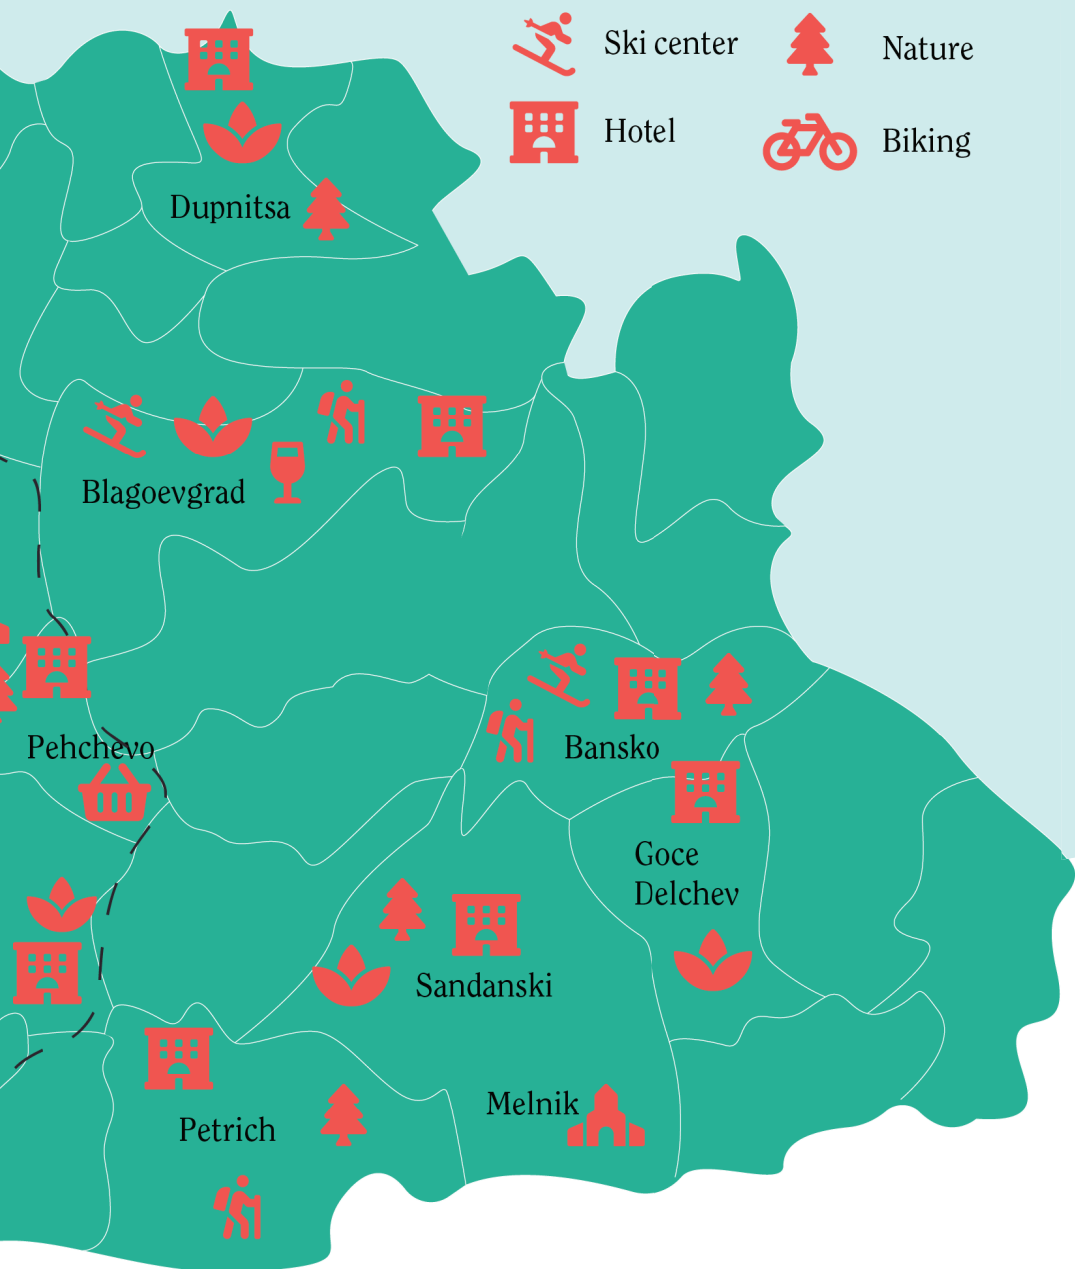 Ski center
Nature
Hotel
Biking
Dupnitsa
Blagoevgrad
Pehchevo
Bansko
Goce
Delchev
Sandanski
Melnik
Petrich